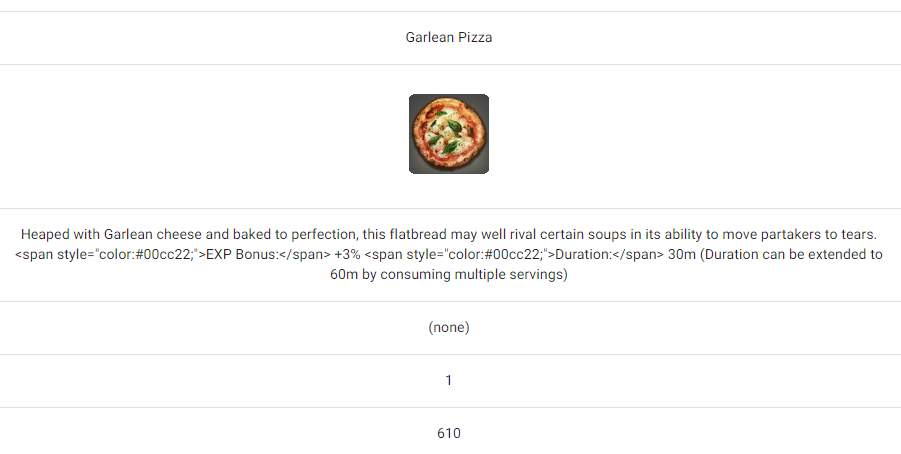 Garlean Pizza
Heaped with Garlean cheese and baked to perfection, this flatbread may well rival certain soups in its ability to move partakers to tears.
<span style="color:#00cc22;">EXP Bonus:</span> +3% <span style="color:#00cc22;">Duration:</span> 30m (Duration can be extended to
60m by consuming multiple servings)
(none)
1
610